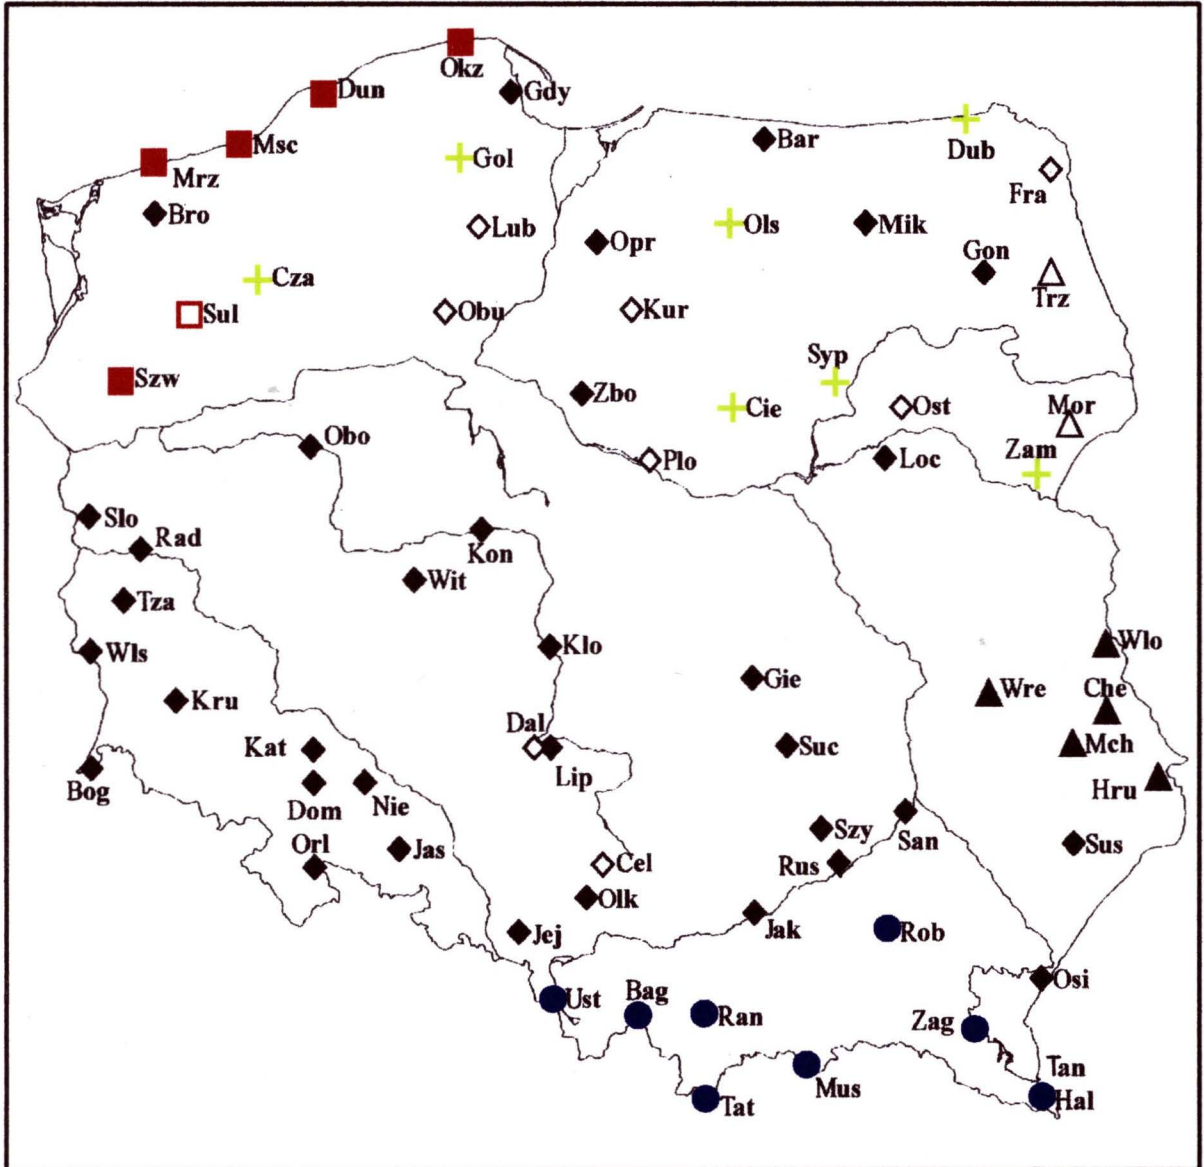 Okz
Dun
Gdy
Msc
Mrz
Bar
Dub
Gol
Fra
Bro
Lub
Opr
Ols
Mik
Gon
Cza
Trz
Sul
Obu
Kur
Syp
Szw
Zbo
Cie
Ost
Mor
Obo
Plo
Loc
Zam
Slo
Rad
Kon
Wit
Tza
Wls
Klo
Wlo
Kru
Gie
Wre
Che
Kat
Dal
Suc
Mch
Bog
Lip
Dom
Nie
Hru
Orl
Jas
Szy
San
Sus
Cel
Rus
Olk
Jej
Jak
Rob
Osi
Ust
Bag
Ran
Zag
Tan
Mus
Tat
Hal